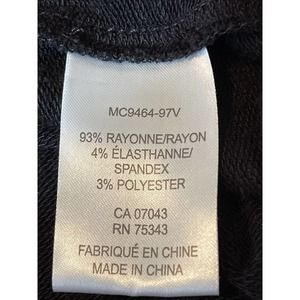 MC9464-97V
93% RAYONNE/RAYON
4% ÉLASTHANNE/
SPANDEX
3% POLYESTER
CA 07043
RN 75343
FABRIQUÉ EN CHINE
MADE IN CHINA